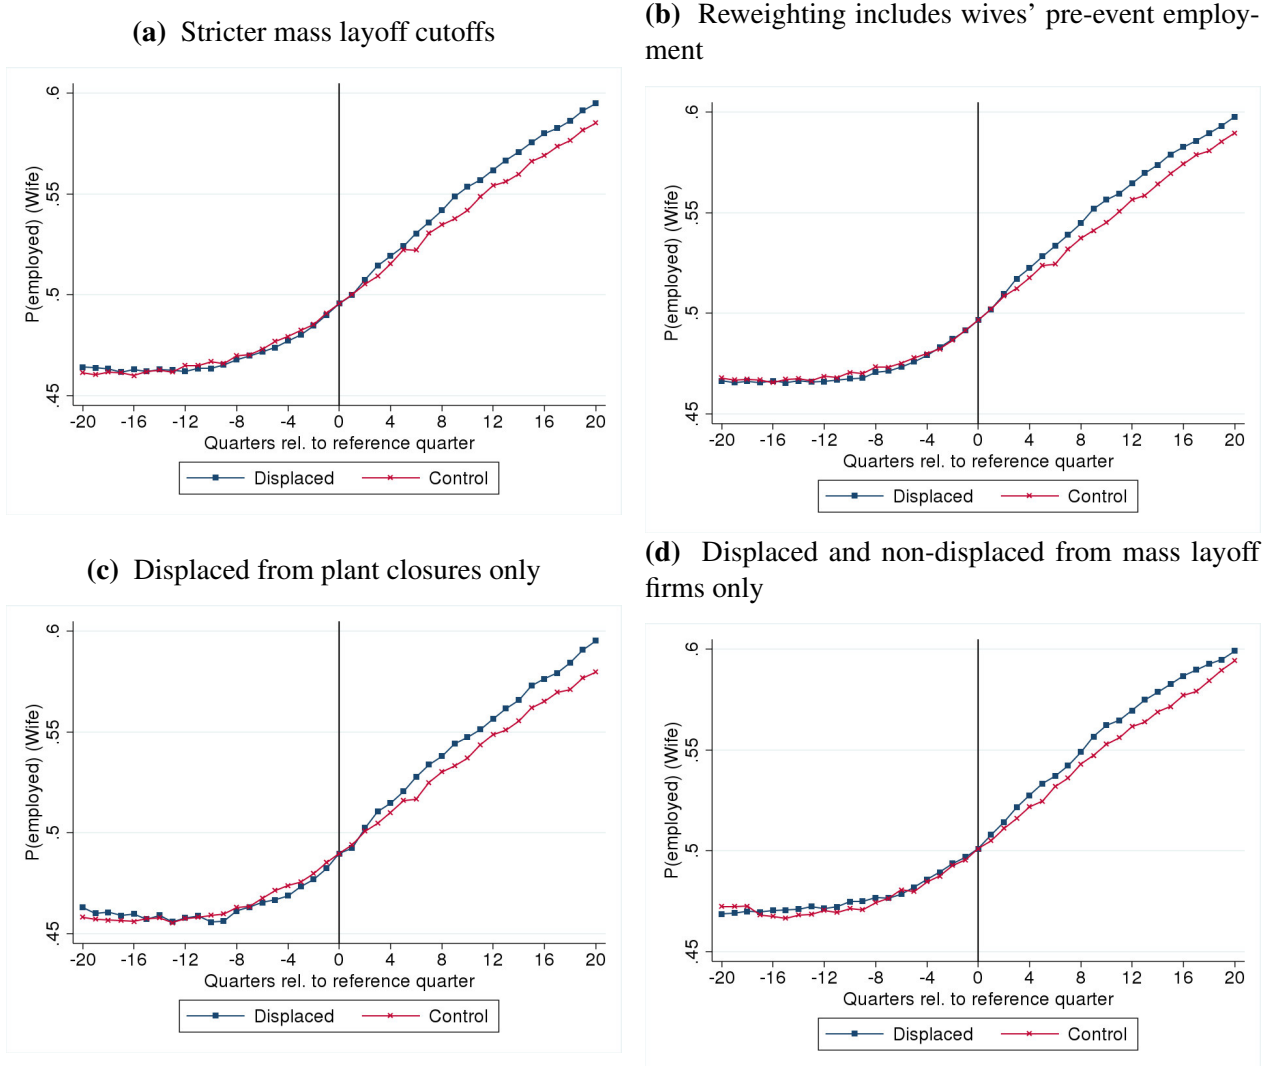 (a) Stricter mass layoff cutoffs
P(employed) (Wife)
.6
.55
.5
.45
-20 -16 -12 -8 -4 0 4 8 12 16 20
Quarters rel. to reference quarter
Displaced Control
(b) Reweighting includes wives' pre-event employ-
ment
P(employed) (Wife)
.6
.55
.5
.45
-20 -16 -12 -8 -4 0 4 8 12 16 20
Quarters rel. to reference quarter
Displaced Control
(c) Displaced from plant closures only
P(employed) (Wife)
.6
.55
.5
.45
-20 -16 -12 -8 -4 0 4 8 12 16 20
Quarters rel. to reference quarter
Displaced Control
(d) Displaced and non-displaced from mass layoff
firms only
P(employed) (Wife)
.6
.55
.5
.45
-20 -16 -12 -8 -4 0 4 8 12 16 20
Quarters rel. to reference quarter
Displaced Control